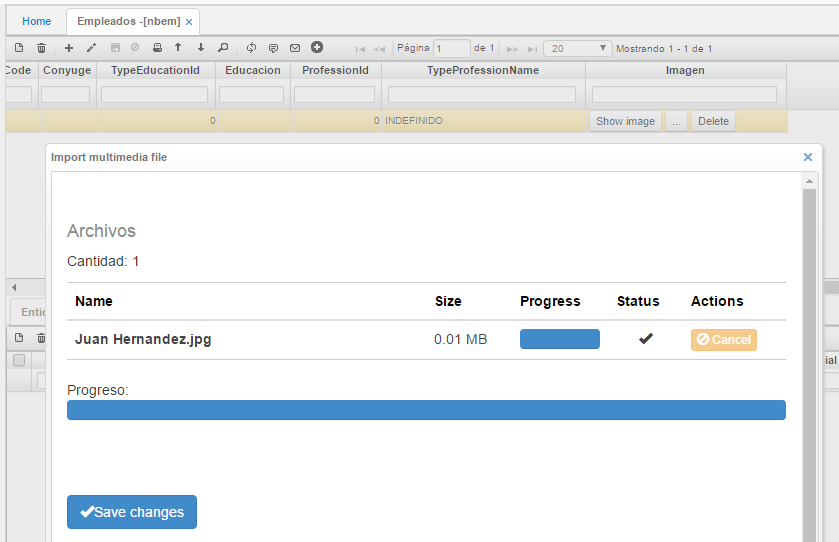 Home Empleados -[nbem] ×
Página 1 de 1 20 Mostrando 1 - 1 de 1
Code Conyuge TypeEducationId Educacion ProfessionId TypeProfessionName Imagen
0 0 INDEFINIDO Show image ... Delete
Import multimedia file ×
Archivos
Cantidad: 1
Name Size Progress Status Actions
Juan Hernandez.jpg 0.01 MB Cancel
Progreso:
Save changes